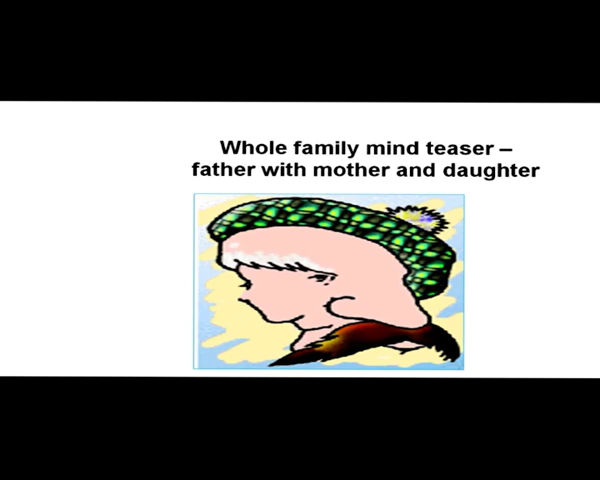 Whole family mind teaser –
father with mother and daughter